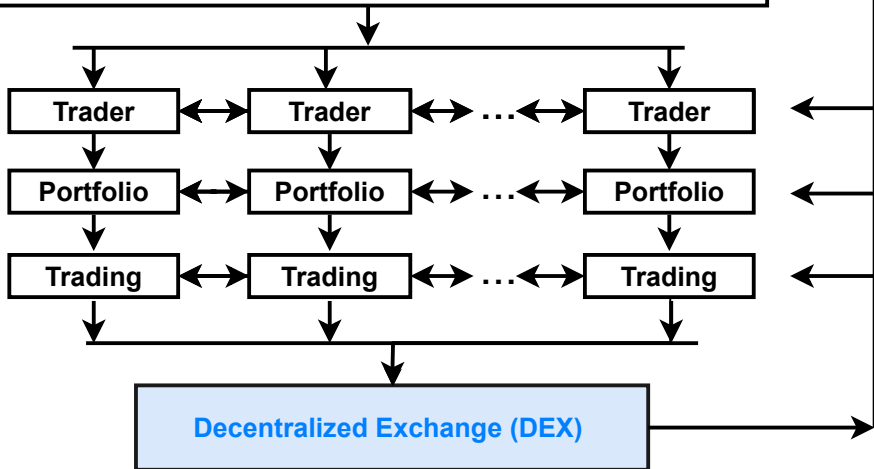 Trader Trader ... Trader
Portfolio Portfolio ... Portfolio
Trading Trading ... Trading
Decentralized Exchange (DEX)